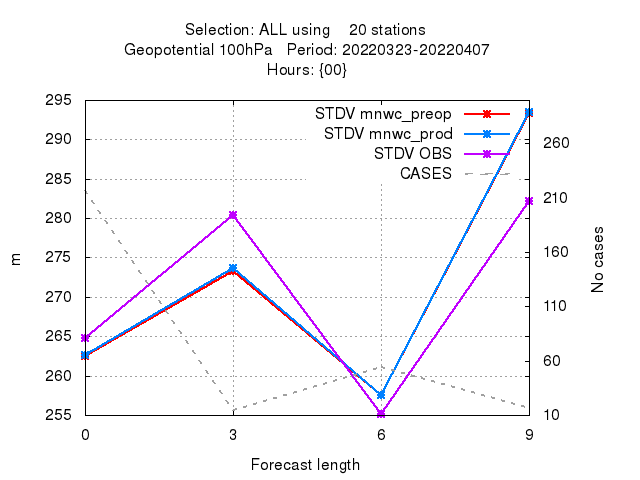 Selection: ALL using    20 stations
Geopotential 100hPa   Period: 20220323-20220407
Hours: {00}
STDV mnwc_preop
STDV mnwc_prod
STDV OBS
CASES
295
290
285
280
275
270
265
260
255
m
260
210
160
110
60
10
No cases
0 3 6 9
Forecast length